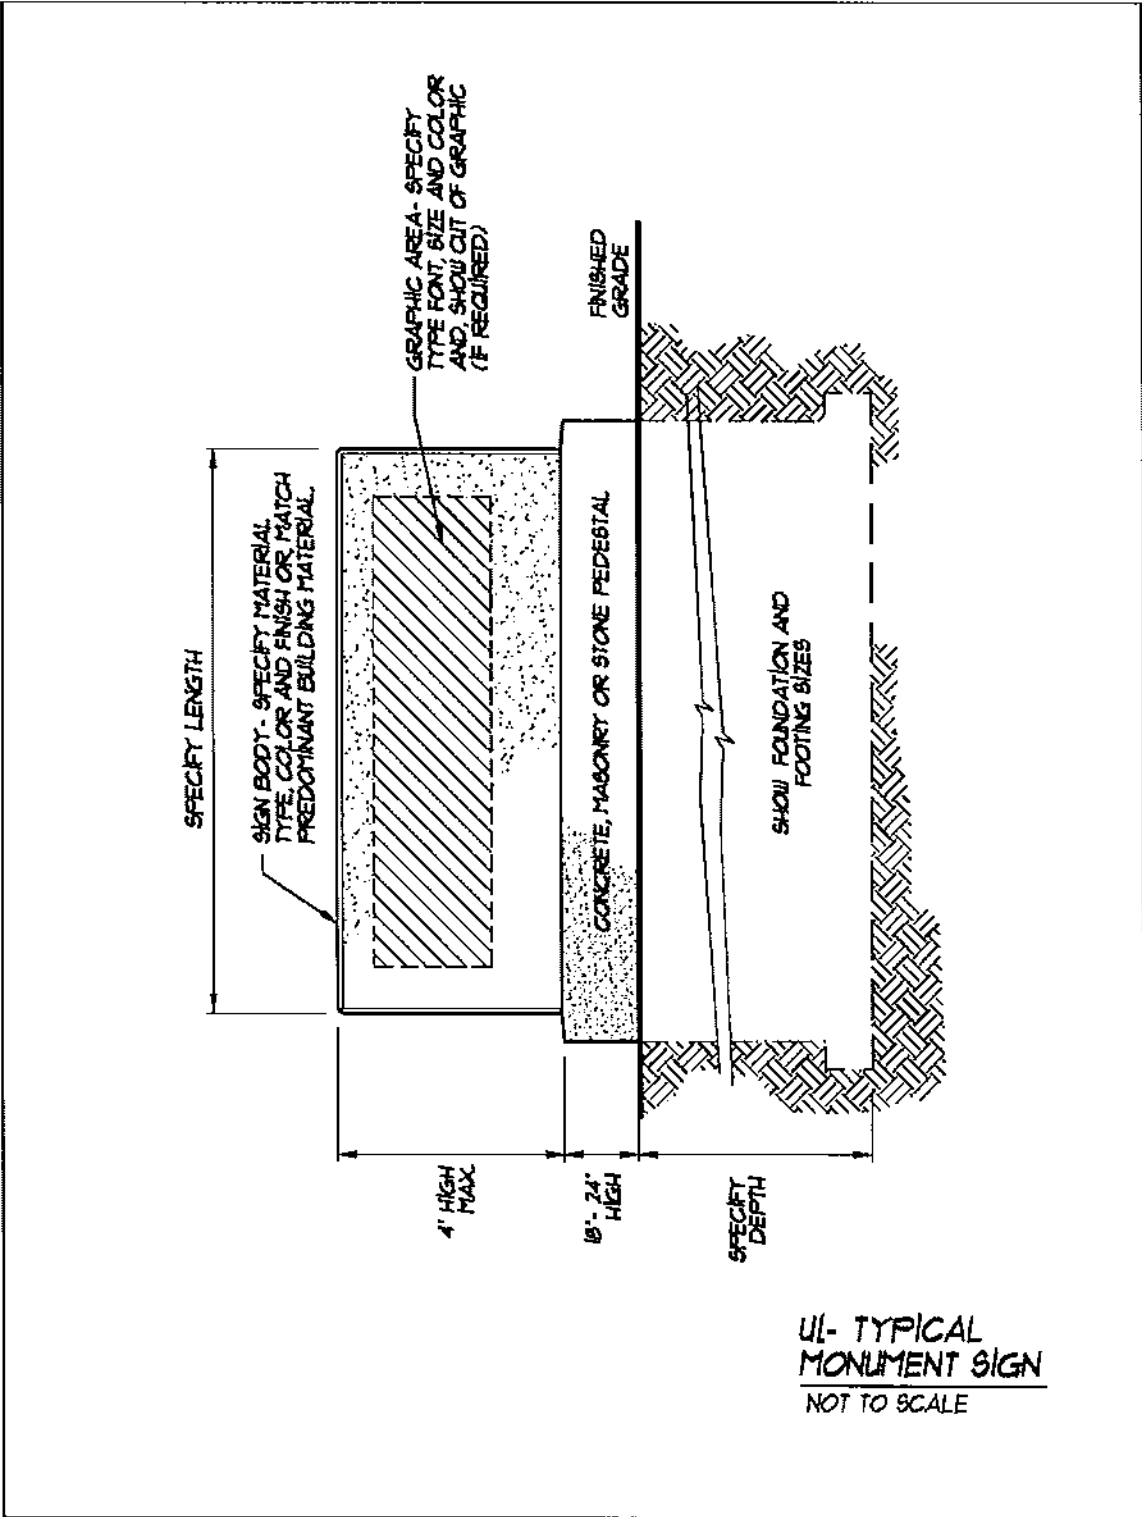 SPECIFY LENGTH
SIGN BODY - SPECIFY MATERIAL
TYPE, COLOR AND FINISH OR MATCH
PREDOMINANT BUILDING MATERIAL.
GRAPHIC AREA - SPECIFY
TYPE FONT, SIZE AND COLOR
AND, SHOW CUT OF GRAPHIC
(IF REQUIRED)
4' HIGH
MAX.
CONCRETE, MASONRY OR STONE PEDESTAL
18" - 24"
HIGH
FINISHED
GRADE
SPECIFY
DEPTH
SHOW FOUNDATION AND
FOOTING SIZES
UI- TYPICAL
MONUMENT SIGN
NOT TO SCALE